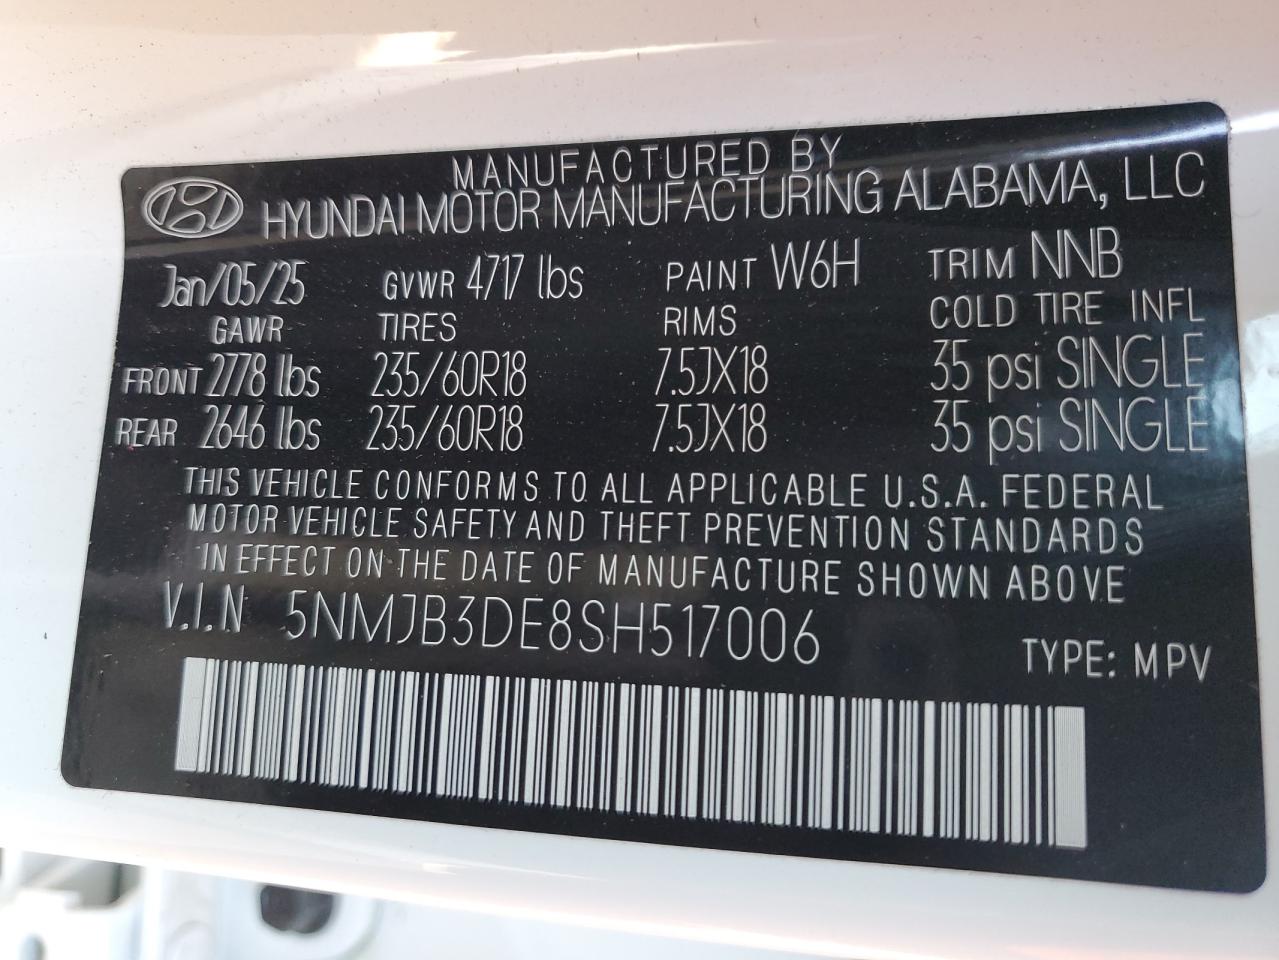 MANUFACTURED BY
HYUNDAI MOTOR MANUFACTURING ALABAMA, LLC
Jan/05/25 GVWR 4717 lbs PAINT W6H TRIM NNB
GAWR TIRES RIMS COLD TIRE INFL
FRONT 2778 lbs 235/60R18 7.5JX18 35 psi SINGLE
REAR 2646 lbs 235/60R18 7.5JX18 35 psi SINGLE
THIS VEHICLE CONFORMS TO ALL APPLICABLE U.S.A. FEDERAL
MOTOR VEHICLE SAFETY AND THEFT PREVENTION STANDARDS
IN EFFECT ON THE DATE OF MANUFACTURE SHOWN ABOVE
V.I.N 5NMJB3DE8SH517006
TYPE: MPV